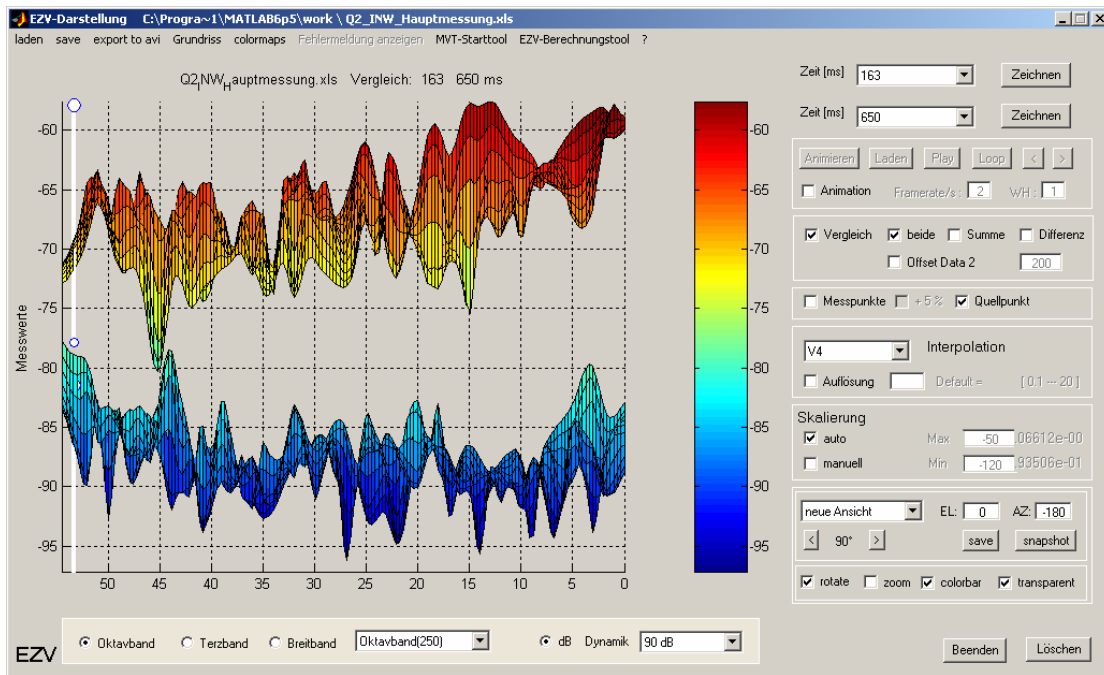 EZV-Darstellung C:\Progra~1\MATLAB6p5\work \ Q2_INW_Hauptmessung.xls
laden save export to avi Grundriss colormaps Fehlermeldung anzeigen MVT-Starttool EZV-Berechnungstool ?
Q2INWHauptmessung.xls Vergleich: 163 650 ms
Messwerte
-60
-65
-70
-75
-80
-85
-90
-95
50 45 40 35 30 25 20 15 10 5 0
-60
-65
-70
-75
-80
-85
-90
-95
Zeit [ms] 163 Zeichnen
Zeit [ms] 650 Zeichnen
Animieren Laden Play Loop < >
Animation Framerate/s : 2 WH : 1
Vergleich beide Summe Differenz
Offset Data 2 200
Messpunkte + 5 % Quellpunkt
V4 Interpolation
Auflösung Default = [ 0.1 --- 20 ]
Skalierung
auto Max -50 .06612e-00
manuell Min -120 93506e-01
neue Ansicht EL: 0 AZ: -180
< 90° > save snapshot
rotate zoom colorbar transparent
EZV Oktavband Terzband Breitband Oktavband(250) dB Dynamik 90 dB
Beenden Löschen